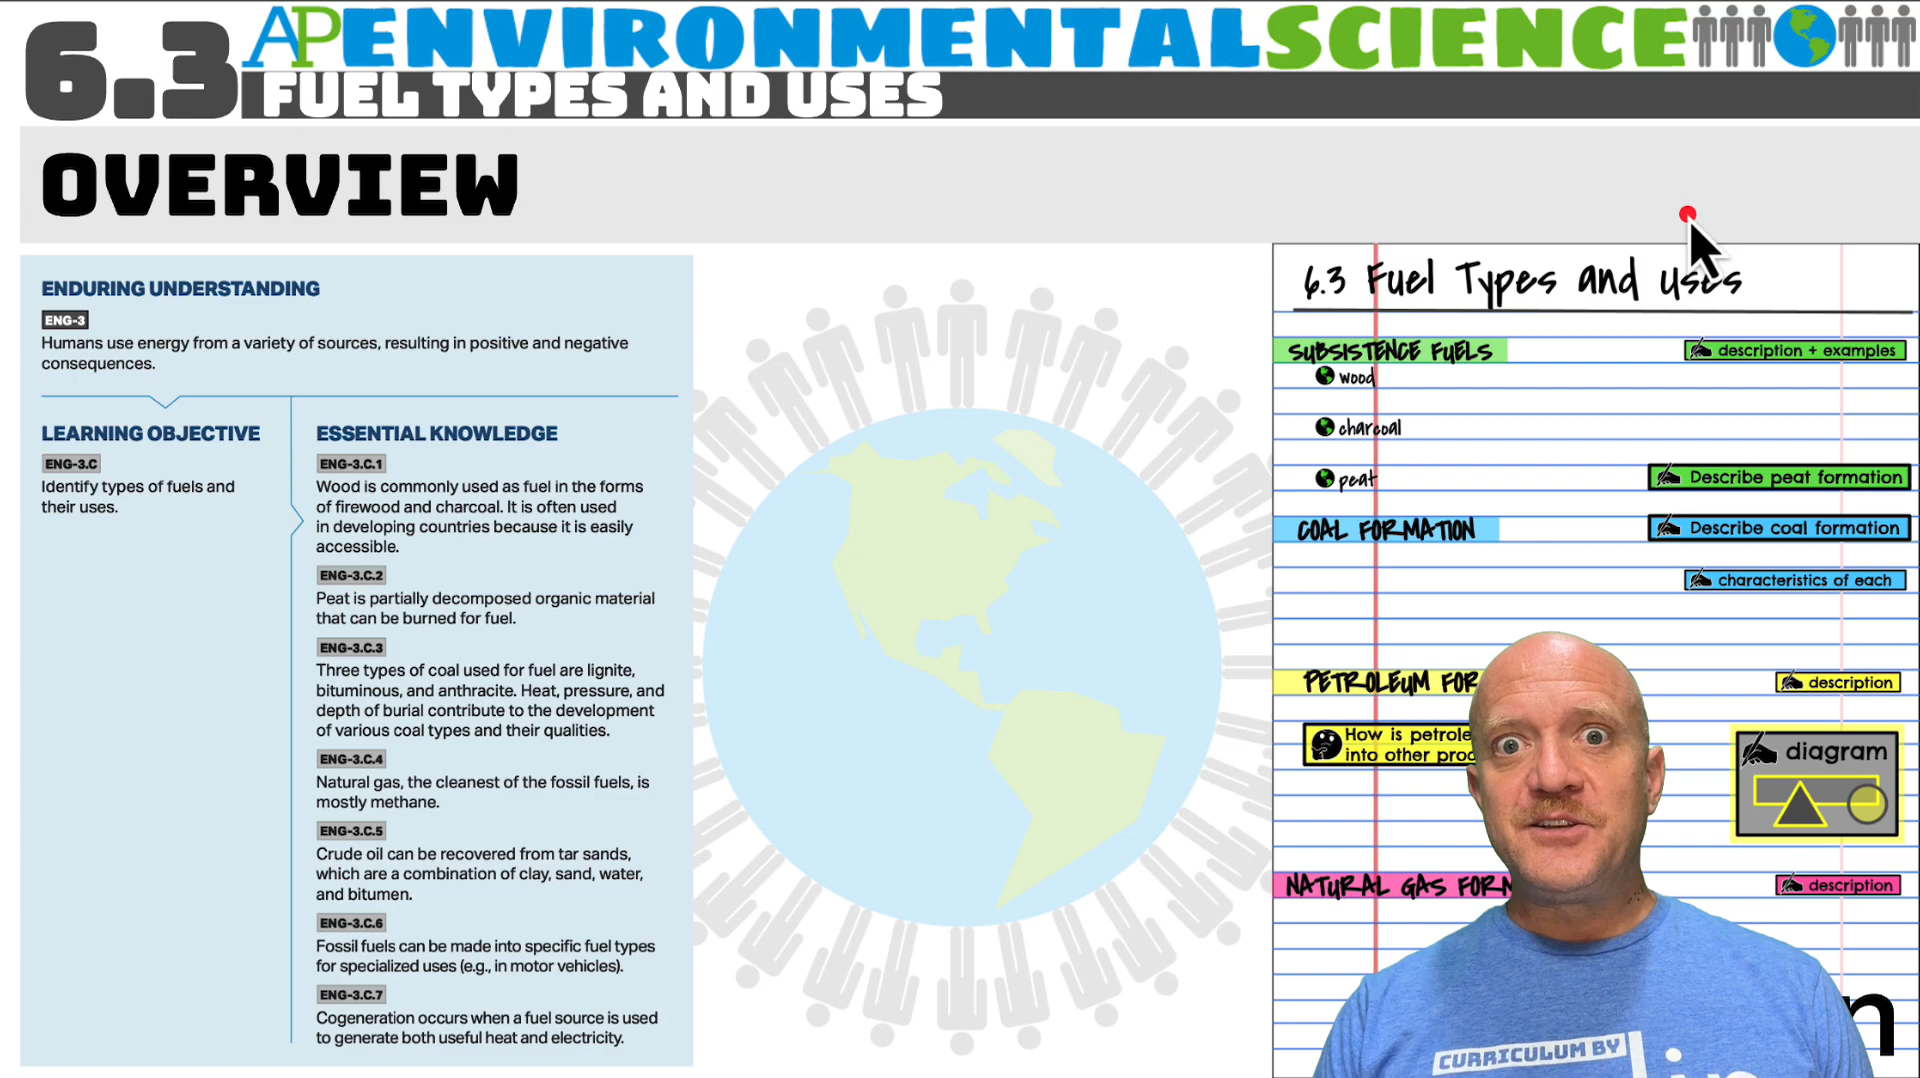 6.3
AP ENVIRONMENTAL SCIENCE
FUEL TYPES AND USES
OVERVIEW
ENDURING UNDERSTANDING
ENG-3
Humans use energy from a variety of sources, resulting in positive and negative
consequences.
LEARNING OBJECTIVE
ENG-3.C
Identify types of fuels and
their uses.
ESSENTIAL KNOWLEDGE
ENG-3.C.1
Wood is commonly used as fuel in the forms
of firewood and charcoal. It is often used
in developing countries because it is easily
accessible.
ENG-3.C.2
Peat is partially decomposed organic material
that can be burned for fuel.
ENG-3.C.3
Three types of coal used for fuel are lignite,
bituminous, and anthracite. Heat, pressure, and
depth of burial contribute to the development
of various coal types and their qualities.
ENG-3.C.4
Natural gas, the cleanest of the fossil fuels, is
mostly methane.
ENG-3.C.5
Crude oil can be recovered from tar sands,
which are a combination of clay, sand, water,
and bitumen.
ENG-3.C.6
Fossil fuels can be made into specific fuel types
for specialized uses (e.g., in motor vehicles).
ENG-3.C.7
Cogeneration occurs when a fuel source is used
to generate both useful heat and electricity.
6.3 Fuel Types and Uses
SUBSISTENCE FUELS
description + examples
wood
charcoal
peat
Describe peat formation
COAL FORMATION
Describe coal formation
characteristics of each
PETROLEUM FOR
description
How is petrole
into other proc
diagram
NATURAL GAS FORM
description
n
CURRICULUM BY